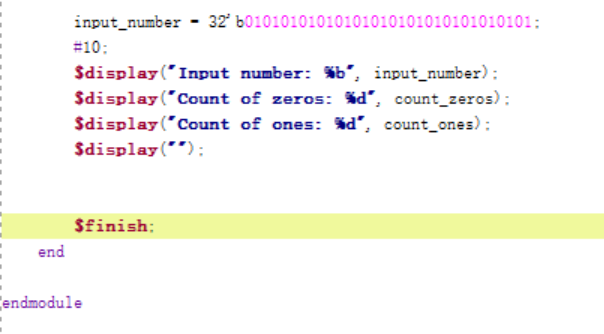 input_number = 32'b01010101010101010101010101010101;
#10;
$display("Input number: %b", input_number);
$display("Count of zeros: %d", count_zeros);
$display("Count of ones: %d", count_ones);
$display("");
$finish;
end
endmodule